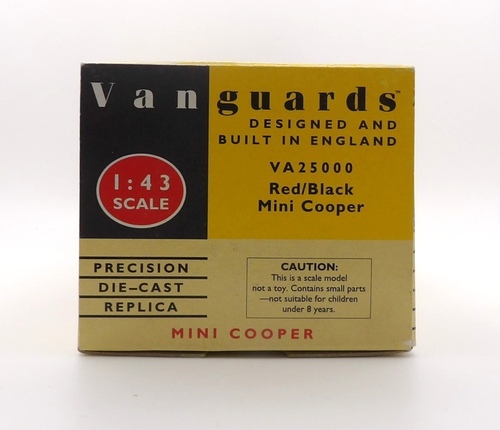 Vanguards™
DESIGNED AND
BUILT IN ENGLAND
VA25000
Red/Black
Mini Cooper
1:43
SCALE
PRECISION
DIE–CAST
REPLICA
CAUTION:
This is a scale model
not a toy. Contains small parts
—not suitable for children
under 8 years.
MINI COOPER